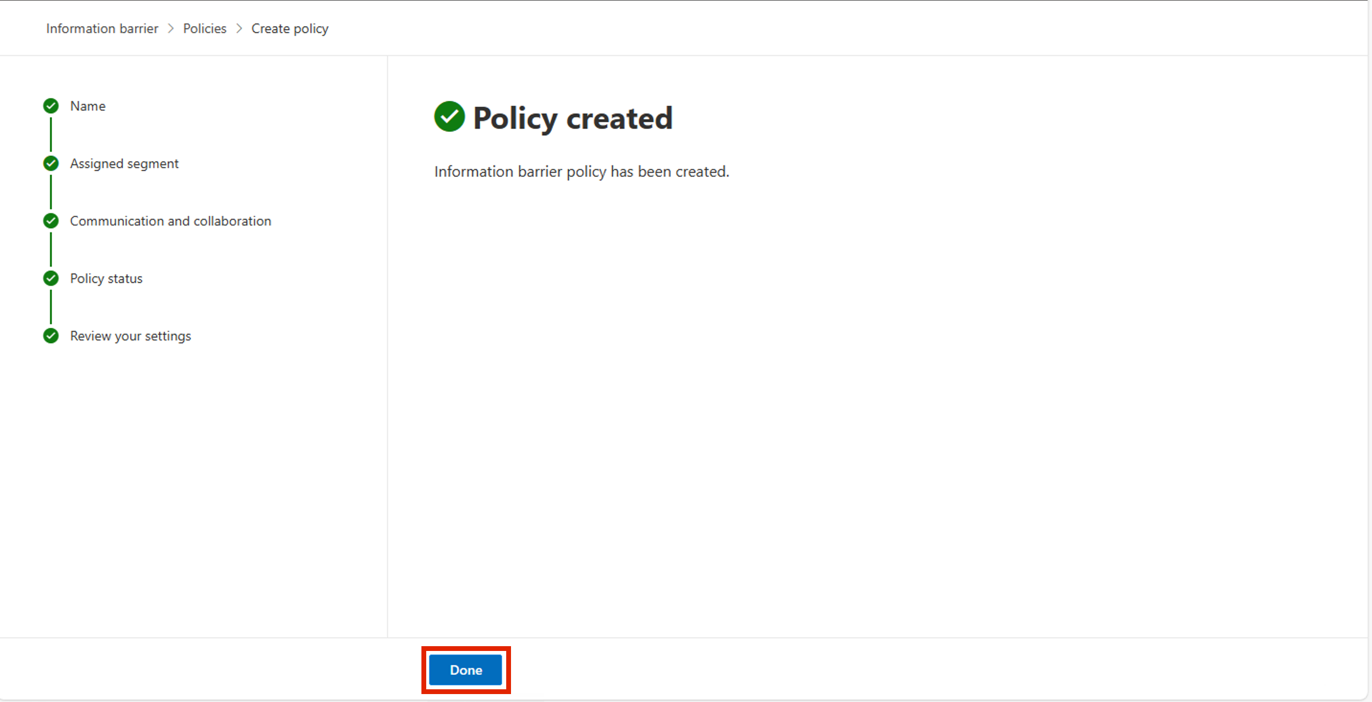 Information barrier > Policies > Create policy
Name
Assigned segment
Communication and collaboration
Policy status
Review your settings
Policy created
Information barrier policy has been created.
Done